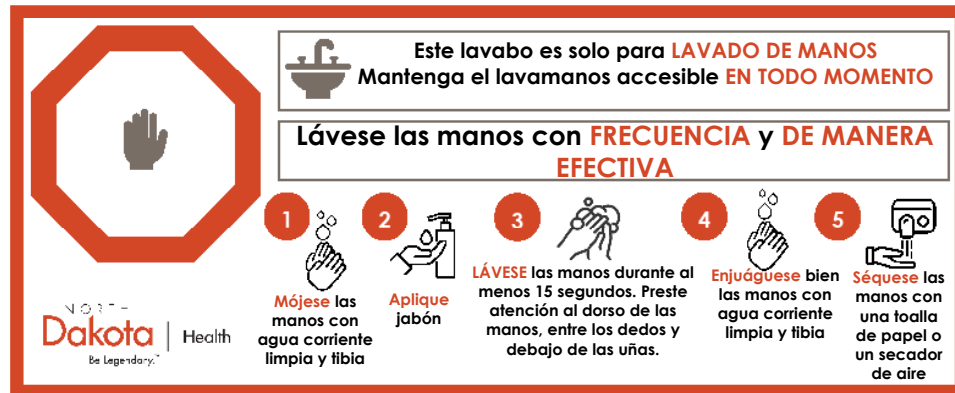 Este lavabo es solo para LAVADO DE MANOS
Mantenga el lavamanos accesible EN TODO MOMENTO
Lávese las manos con FRECUENCIA y DE MANERA
EFECTIVA
1
Mójese las
manos con
agua corriente
limpia y tibia
2
Aplique
jabón
3
LÁVESE las manos durante al
menos 15 segundos. Preste
atención al dorso de las
manos, entre los dedos y
debajo de las uñas.
4
Enjuáguese bien
las manos con
agua corriente
limpia y tibia
5
Séquese las
manos con
una toalla
de papel o
un secador
de aire
NORTH
Dakota | Health
Be Legendary.™